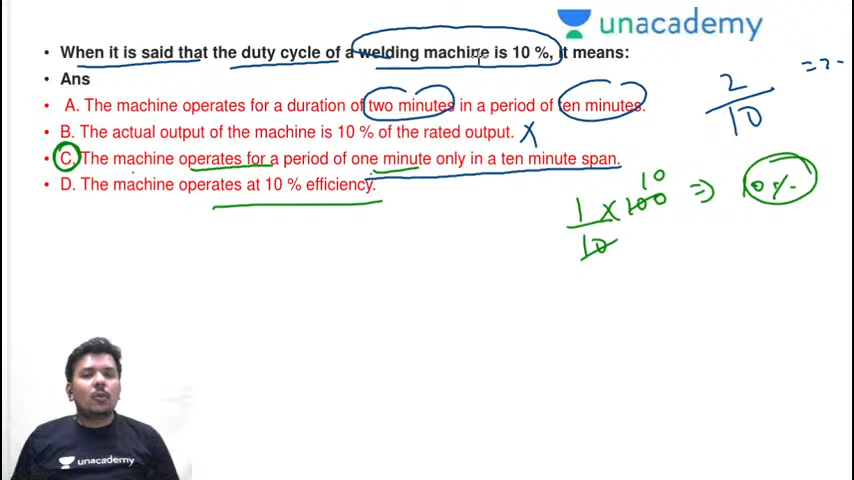 unacademy
When it is said that the duty cycle of a welding machine is 10 %, it means:
Ans
A. The machine operates for a duration of two minutes in a period of ten minutes.
B. The actual output of the machine is 10 % of the rated output. X
C. The machine operates for a period of one minute only in a ten minute span.
D. The machine operates at 10 % efficiency.
2
10
10
1 x 100 => 10%
10
unacademy